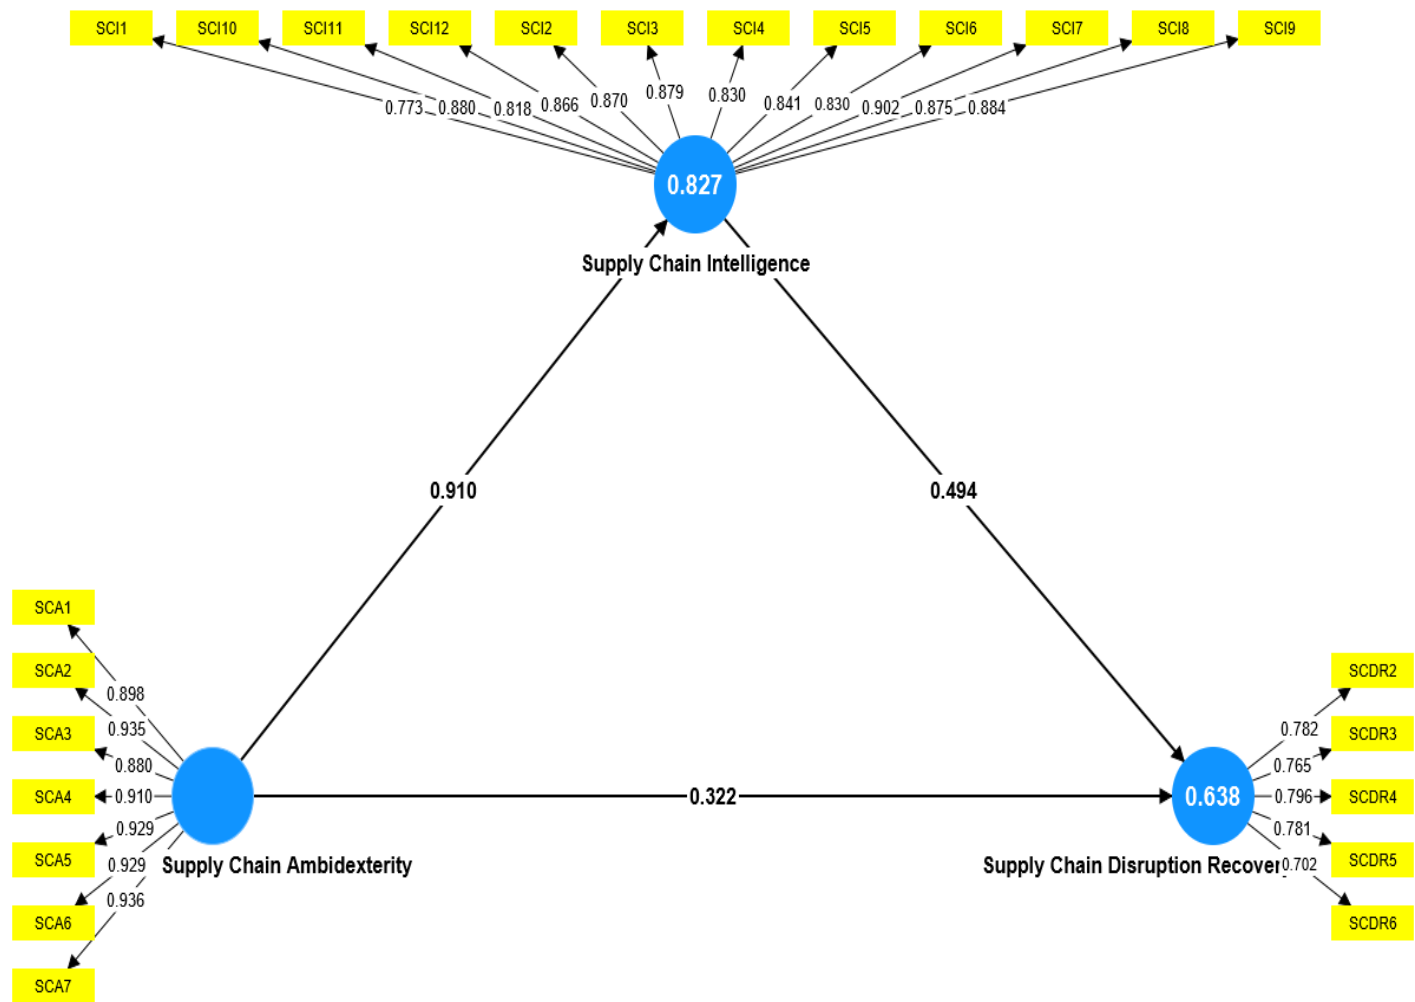 SCI1 SCI10 SCI11 SCI12 SCI2 SCI3 SCI4 SCI5 SCI6 SCI7 SCI8 SCI9
0.773 0.880 0.818 0.866 0.870 0.879 0.830 0.841 0.830 0.902 0.875 0.884
0.827
Supply Chain Intelligence
0.910
0.494
SCA1
SCA2
SCA3
SCA4
SCA5
SCA6
SCA7
0.898
0.935
0.880
0.910
0.929
0.929
0.936
Supply Chain Ambidexterity
0.322
0.638
Supply Chain Disruption Recover
0.782
0.765
0.796
0.781
0.702
SCDR2
SCDR3
SCDR4
SCDR5
SCDR6